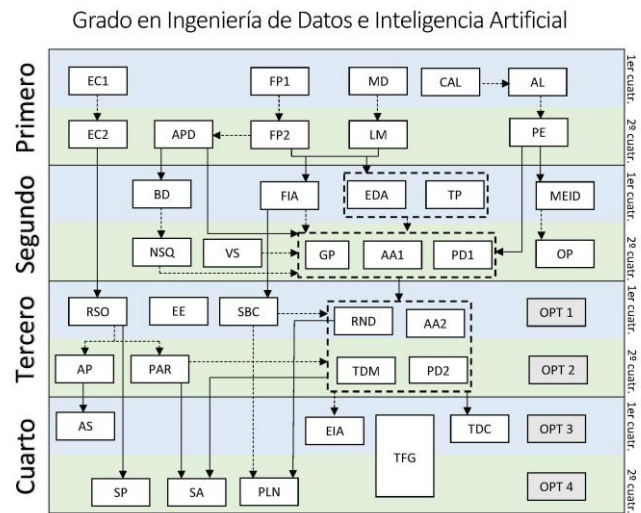 Grado en Ingeniería de Datos e Inteligencia Artificial
Primero
1er cuatr.
EC1 FP1 MD CAL AL
2º cuatr.
EC2 APD FP2 LM PE
Segundo
1er cuatr.
BD FIA EDA TP MEID
2º cuatr.
NSQ VS GP AA1 PD1 OP
Tercero
1er cuatr.
RSO EE SBC RND AA2 OPT 1
2º cuatr.
AP PAR TDM PD2 OPT 2
Cuarto
1er cuatr.
AS EIA TFG TDC OPT 3
2º cuatr.
SP SA PLN OPT 4